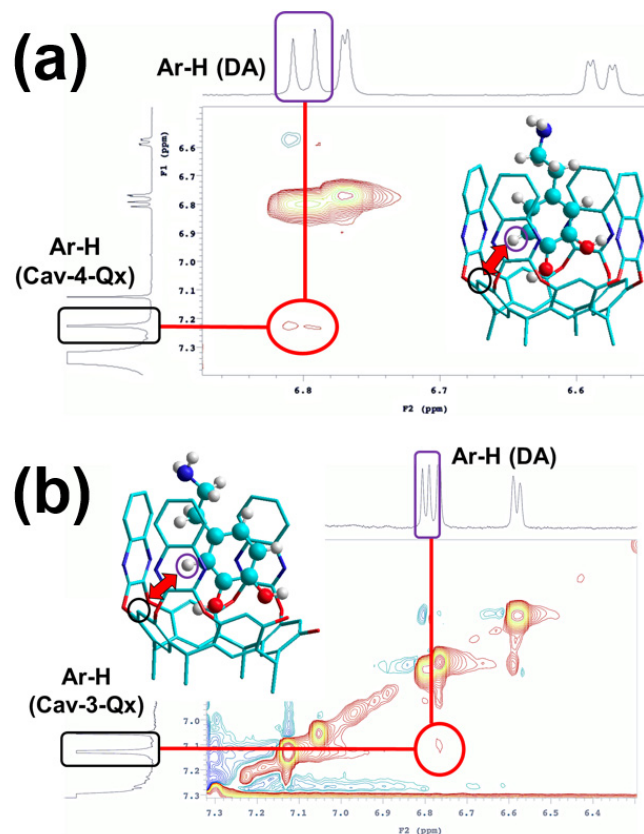 (a)
Ar-H (DA)
Ar-H
(Cav-4-Qx)
F1 (ppm)
6.6
6.7
6.8
6.9
7.0
7.1
7.2
7.3
6.8
6.7
6.6
F2 (ppm)
(b)
Ar-H (DA)
Ar-H
(Cav-3-Qx)
7.0
7.1
7.2
7.3
7.3
7.2
7.1
7.0
6.9
6.8
6.7
6.6
6.5
6.4
F2 (ppm)